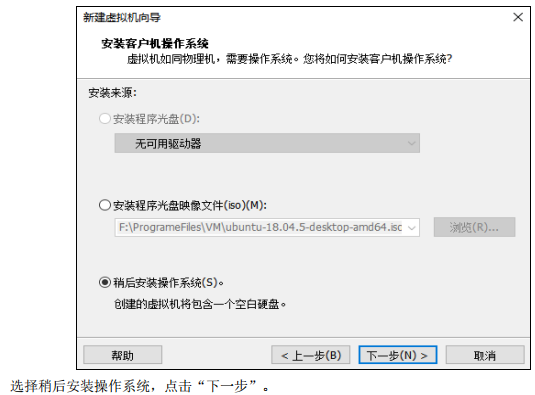 新建虚拟机向导
安装客户机操作系统
虚拟机如同物理机，需要操作系统。您将如何安装客户机操作系统?
安装来源:
安装程序光盘(D):
无可用驱动器
安装程序光盘映像文件(iso)(M):
F:\ProgrameFiles\VM\ubuntu-18.04.5-desktop-amd64.iso
浏览(R)...
稍后安装操作系统(S)。
创建的虚拟机将包含一个空白硬盘。
帮助
< 上一步(B)
下一步(N) >
取消
选择稍后安装操作系统，点击“下一步”。